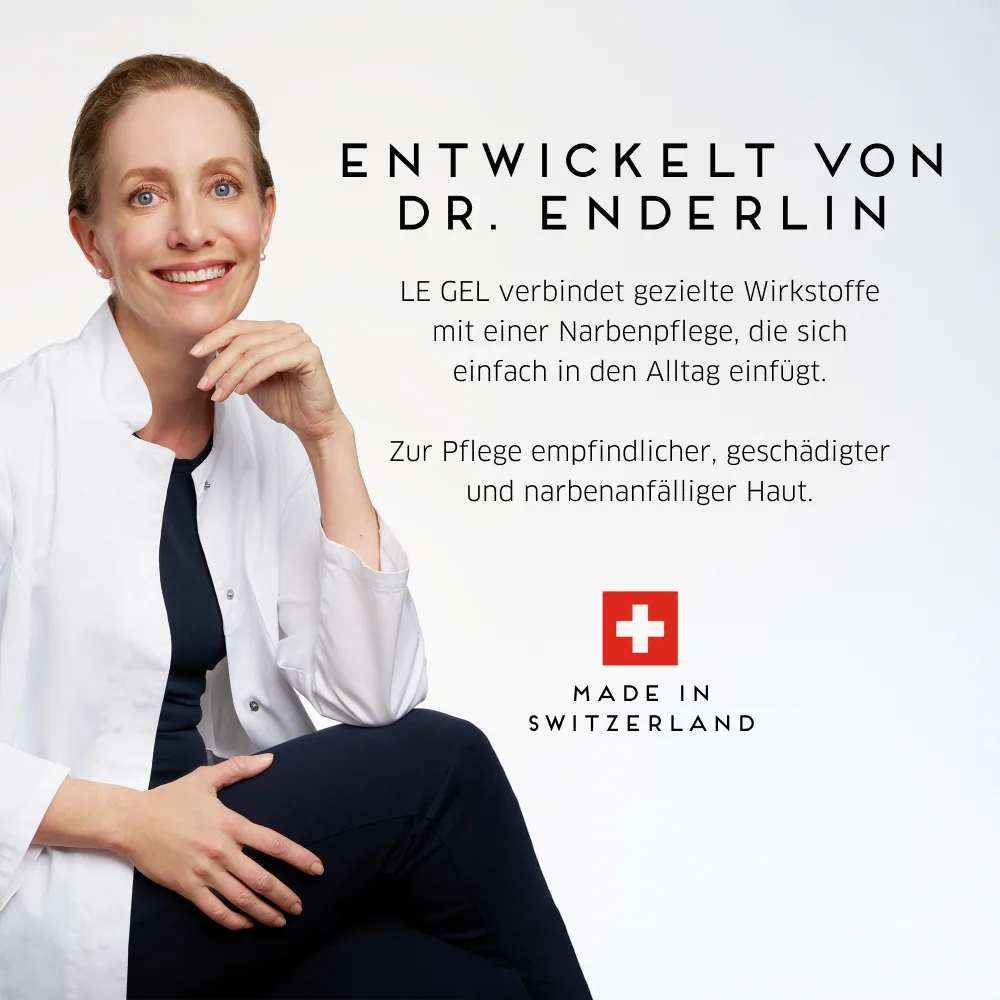 ENTWICKELT VON
DR. ENDERLIN
LE GEL verbindet gezielte Wirkstoffe
mit einer Narbenpflege, die sich
einfach in den Alltag einfügt.
Zur Pflege empfindlicher, geschädigter
und narbenanfälliger Haut.
MADE IN
SWITZERLAND